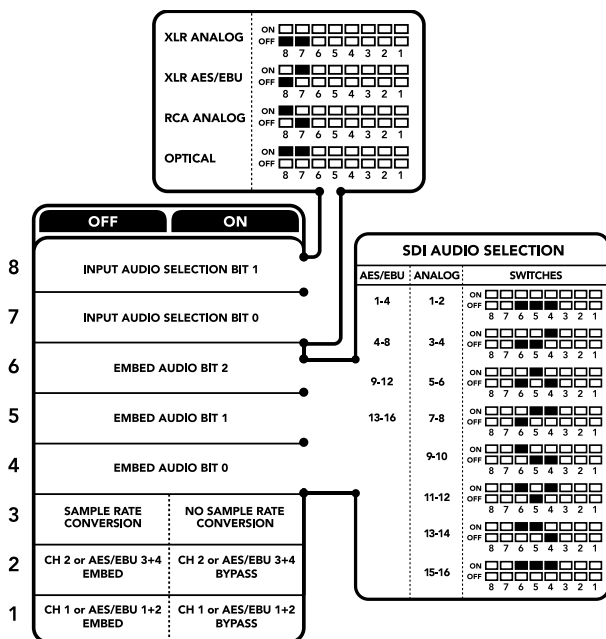 XLR ANALOG
ON
OFF
8 7 6 5 4 3 2 1
XLR AES/EBU
ON
OFF
8 7 6 5 4 3 2 1
RCA ANALOG
ON
OFF
8 7 6 5 4 3 2 1
OPTICAL
ON
OFF
8 7 6 5 4 3 2 1
OFF ON
8 INPUT AUDIO SELECTION BIT 1
7 INPUT AUDIO SELECTION BIT 0
6 EMBED AUDIO BIT 2
5 EMBED AUDIO BIT 1
4 EMBED AUDIO BIT 0
3 SAMPLE RATE CONVERSION NO SAMPLE RATE CONVERSION
2 CH 2 or AES/EBU 3+4 EMBED CH 2 or AES/EBU 3+4 BYPASS
1 CH 1 or AES/EBU 1+2 EMBED CH 1 or AES/EBU 1+2 BYPASS
SDI AUDIO SELECTION
AES/EBU ANALOG SWITCHES
1-4 1-2
ON
OFF
8 7 6 5 4 3 2 1
4-8 3-4
ON
OFF
8 7 6 5 4 3 2 1
9-12 5-6
ON
OFF
8 7 6 5 4 3 2 1
13-16 7-8
ON
OFF
8 7 6 5 4 3 2 1
9-10
ON
OFF
8 7 6 5 4 3 2 1
11-12
ON
OFF
8 7 6 5 4 3 2 1
13-14
ON
OFF
8 7 6 5 4 3 2 1
15-16
ON
OFF
8 7 6 5 4 3 2 1